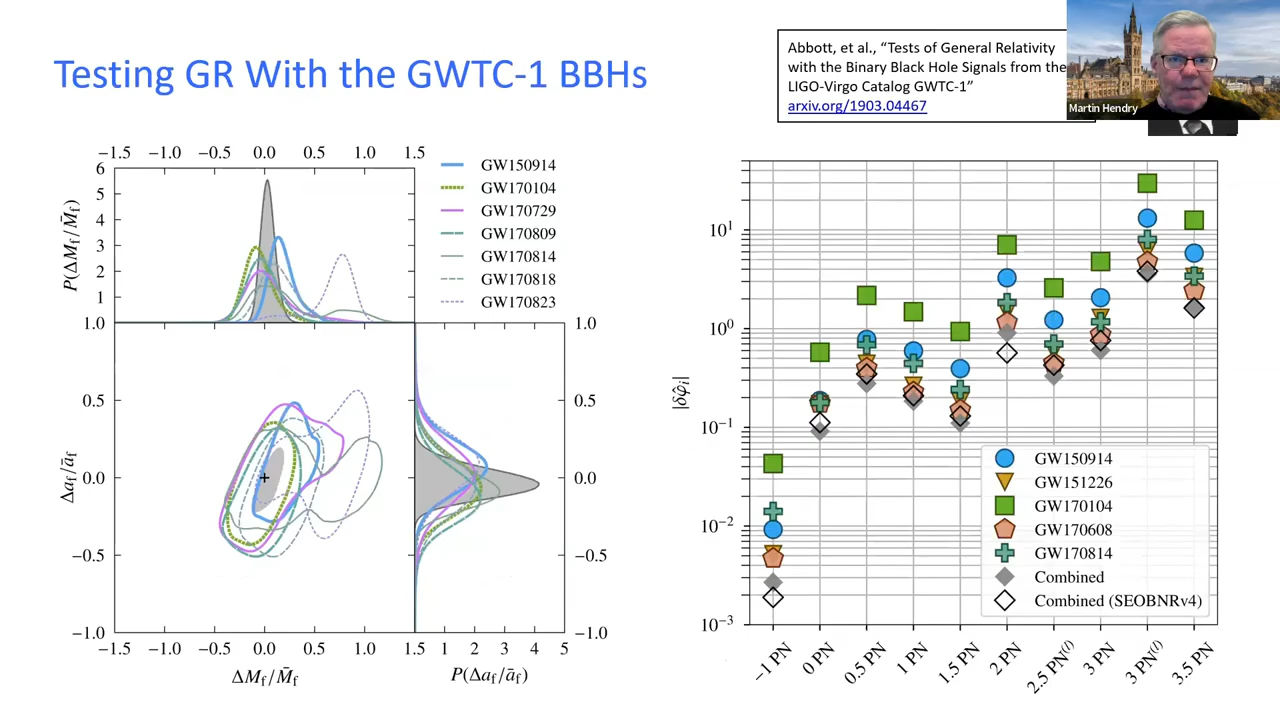 Testing GR With the GWTC-1 BBHs
Abbott, et al., “Tests of General Relativity
with the Binary Black Hole Signals from the
LIGO-Virgo Catalog GWTC-1”
arxiv.org/1903.04467
Martin Hendry
−1.5 −1.0 −0.5 0.0 0.5 1.0 1.5
6
5
4
3
2
1
P(ΔM_f/M̄_f)
GW150914
GW170104
GW170729
GW170809
GW170814
GW170818
GW170823
1.0
0.5
0.0
−0.5
−1.0
Δa_f/ā_f
1.0
0.5
0.0
−0.5
−1.0
−1.5 −1.0 −0.5 0.0 0.5 1.0 1.5
1 2 3 4 5
ΔM_f/M̄_f
P(Δa_f/ā_f)
10¹
10⁰
10⁻¹
10⁻²
10⁻³
|δφ̂ᵢ|
GW150914
GW151226
GW170104
GW170608
GW170814
Combined
Combined (SEOBNRv4)
−1 PN
0 PN
0.5 PN
1 PN
1.5 PN
2 PN
2.5 PN⁽ˡ⁾
3 PN
3 PN⁽ˡ⁾
3.5 PN